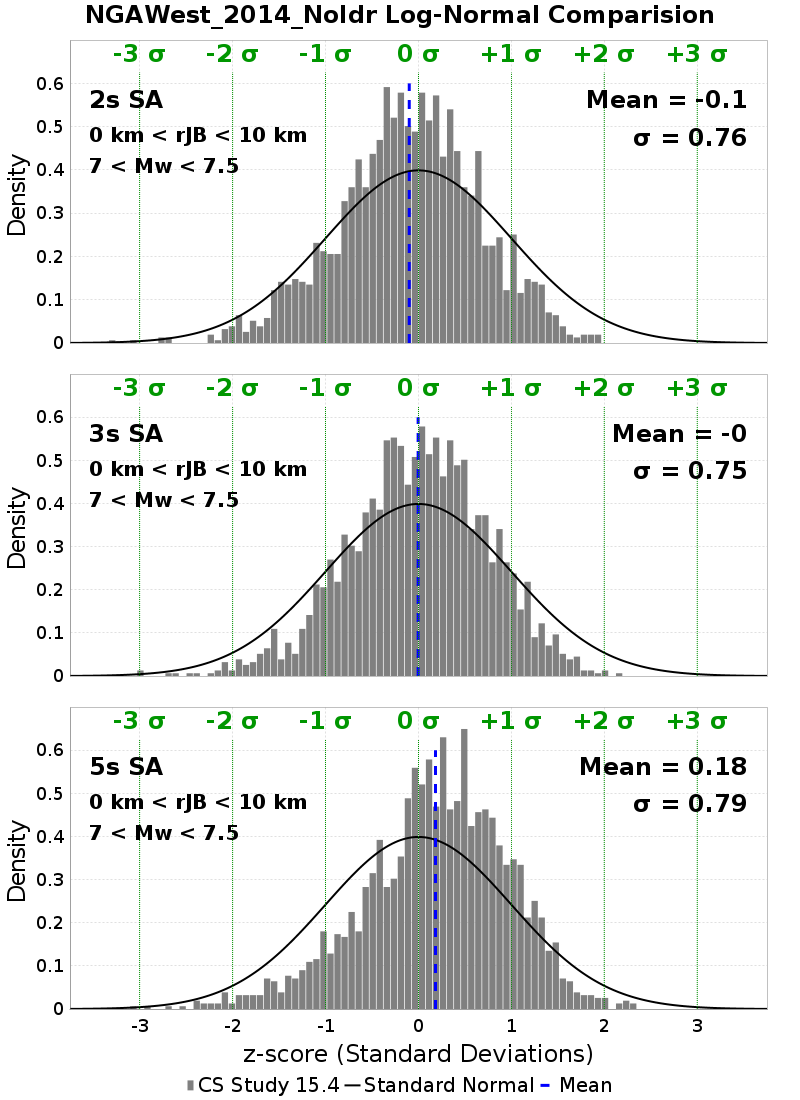 NGAWest_2014_NoIdr Log-Normal Comparision
-3 σ -2 σ -1 σ 0 σ +1 σ +2 σ +3 σ
2s SA Mean = -0.1
0 km < rJB < 10 km σ = 0.76
7 < Mw < 7.5
Density
0.6
0.5
0.4
0.3
0.2
0.1
0
-3 σ -2 σ -1 σ 0 σ +1 σ +2 σ +3 σ
3s SA Mean = -0
0 km < rJB < 10 km σ = 0.75
7 < Mw < 7.5
Density
0.6
0.5
0.4
0.3
0.2
0.1
0
-3 σ -2 σ -1 σ 0 σ +1 σ +2 σ +3 σ
5s SA Mean = 0.18
0 km < rJB < 10 km σ = 0.79
7 < Mw < 7.5
Density
0.6
0.5
0.4
0.3
0.2
0.1
0
-3 -2 -1 0 1 2 3
z-score (Standard Deviations)
CS Study 15.4 Standard Normal Mean